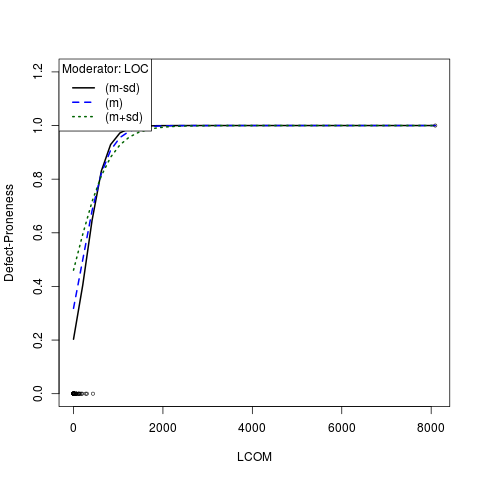 Moderator: LOC
(m-sd)
(m)
(m+sd)
1.2
1.0
0.8
0.6
0.4
0.2
0.0
Defect-Proneness
0 2000 4000 6000 8000
LCOM